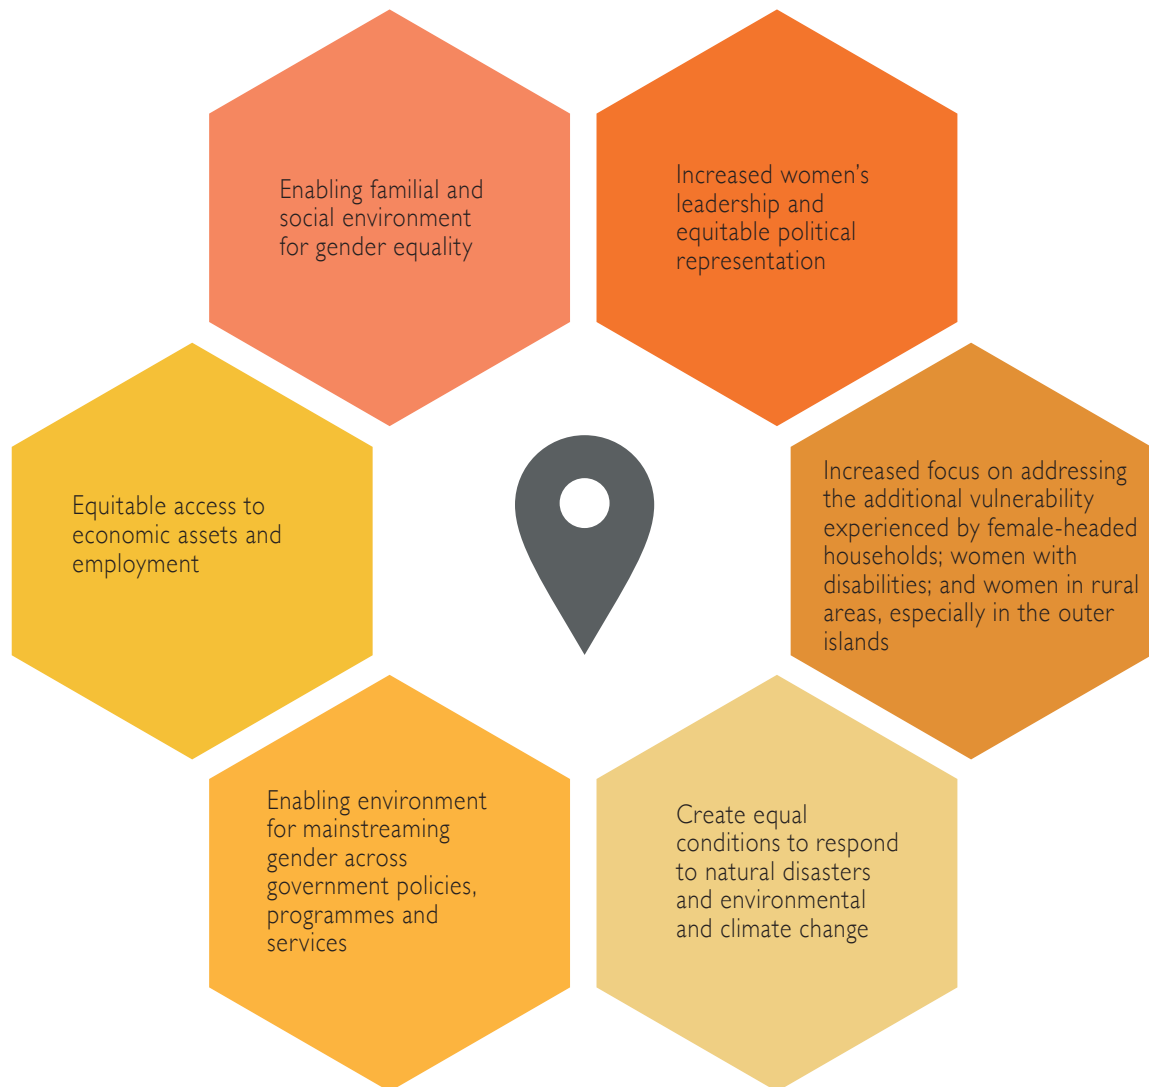 Enabling familial and
social environment
for gender equality
Increased women’s
leadership and
equitable political
representation
Equitable access to
economic assets and
employment
Increased focus on addressing
the additional vulnerability
experienced by female-headed
households; women with
disabilities; and women in rural
areas, especially in the outer
islands
Enabling environment
for mainstreaming
gender across
government policies,
programmes and
services
Create equal
conditions to respond
to natural disasters
and environmental
and climate change